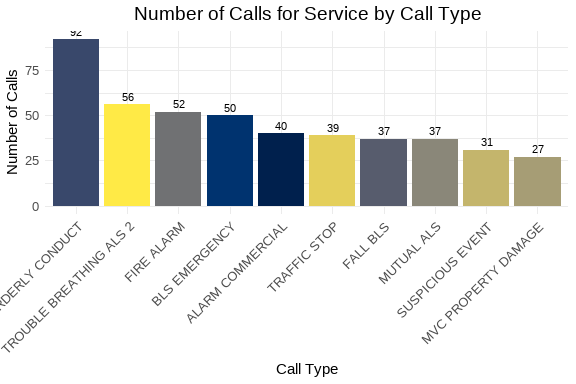 Number of Calls for Service by Call Type
Number of Calls
75
50
25
0
92
56
52
50
40
39
37
37
31
27
RDERLY CONDUCT
TROUBLE BREATHING ALS 2
FIRE ALARM
BLS EMERGENCY
ALARM COMMERCIAL
TRAFFIC STOP
FALL BLS
MUTUAL ALS
SUSPICIOUS EVENT
MVC PROPERTY DAMAGE
Call Type